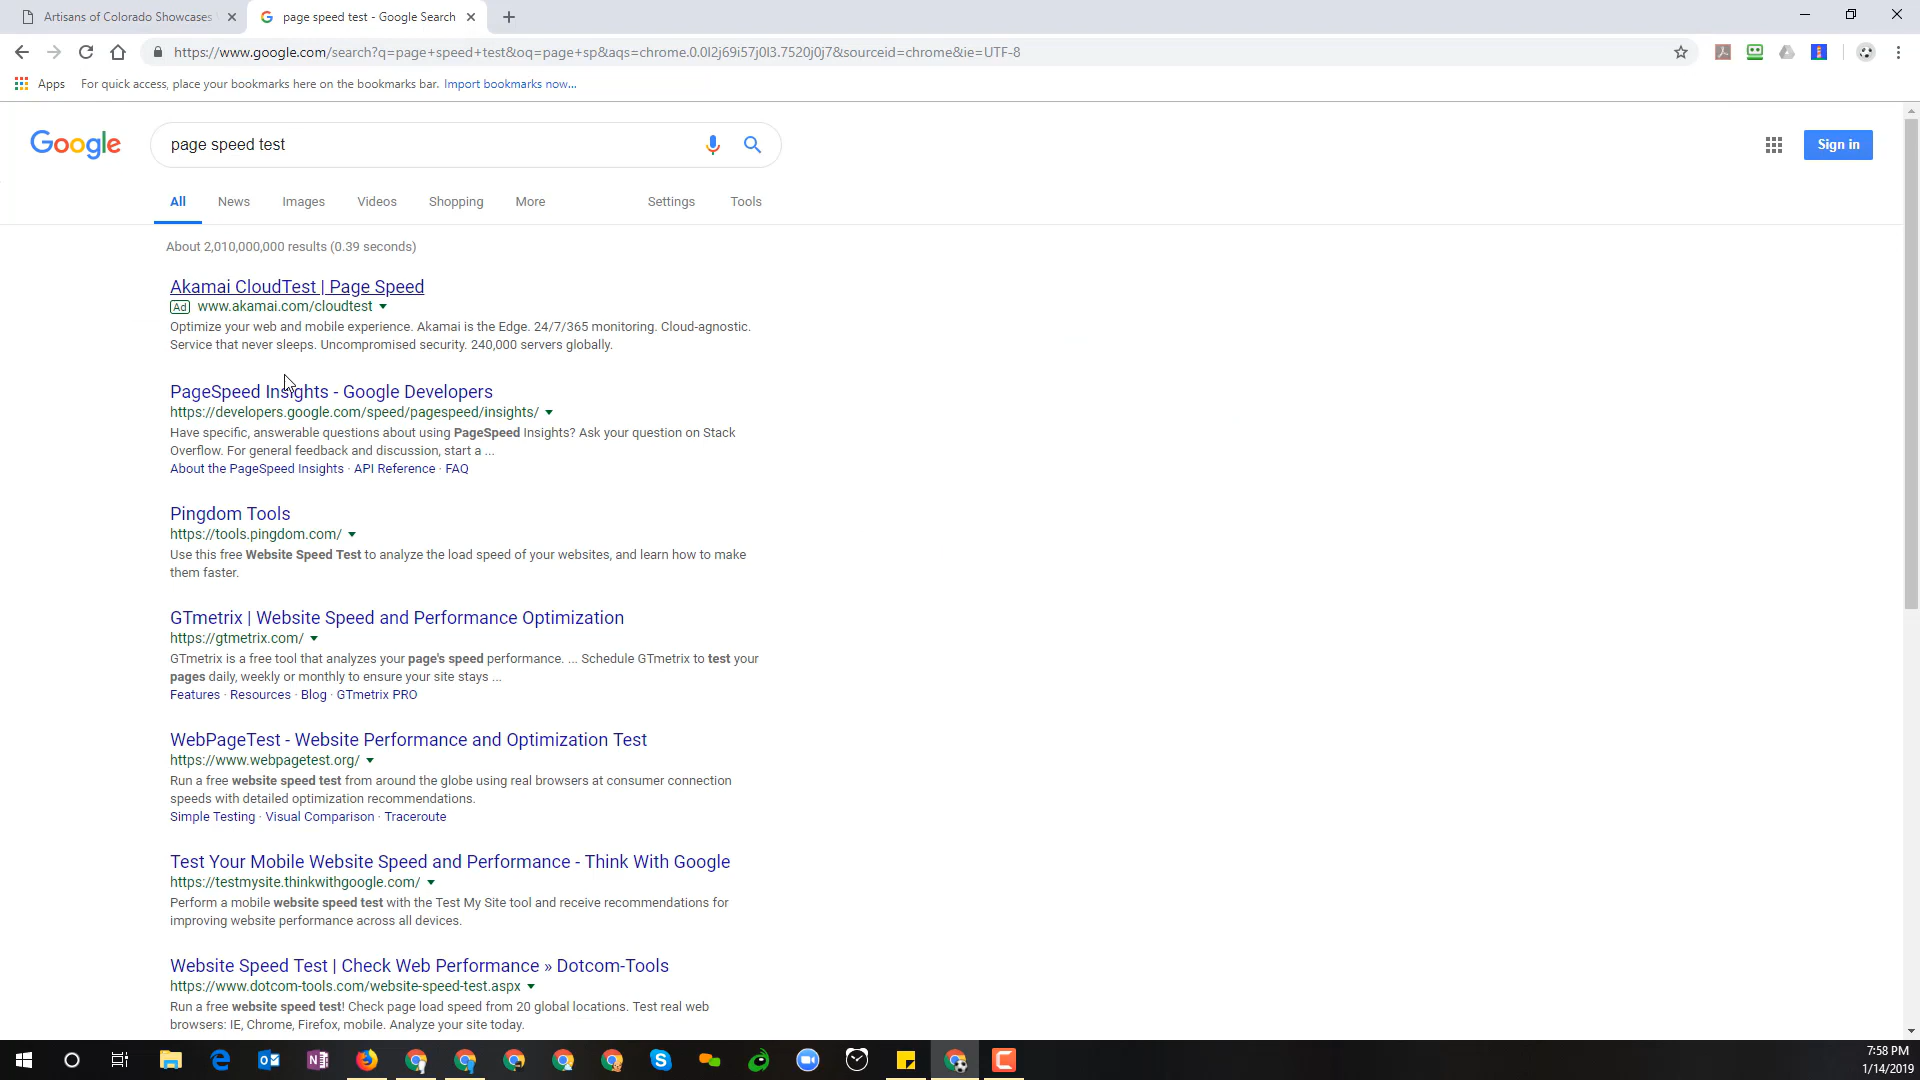 Artisans of Colorado Showcases
page speed test - Google Search
https://www.google.com/search?q=page+speed+test&oq=page+sp&aqs=chrome.0.0l2j69i57j0l3.7520j0j7&sourceid=chrome&ie=UTF-8
Apps For quick access, place your bookmarks here on the bookmarks bar. Import bookmarks now...
Google
page speed test
Sign in
All News Images Videos Shopping More Settings Tools
About 2,010,000,000 results (0.39 seconds)
Akamai CloudTest | Page Speed
Ad www.akamai.com/cloudtest
Optimize your web and mobile experience. Akamai is the Edge. 24/7/365 monitoring. Cloud-agnostic.
Service that never sleeps. Uncompromised security. 240,000 servers globally.
PageSpeed Insights - Google Developers
https://developers.google.com/speed/pagespeed/insights/
Have specific, answerable questions about using PageSpeed Insights? Ask your question on Stack
Overflow. For general feedback and discussion, start a ...
About the PageSpeed Insights · API Reference · FAQ
Pingdom Tools
https://tools.pingdom.com/
Use this free Website Speed Test to analyze the load speed of your websites, and learn how to make
them faster.
GTmetrix | Website Speed and Performance Optimization
https://gtmetrix.com/
GTmetrix is a free tool that analyzes your page's speed performance. ... Schedule GTmetrix to test your
pages daily, weekly or monthly to ensure your site stays ...
Features · Resources · Blog · GTmetrix PRO
WebPageTest - Website Performance and Optimization Test
https://www.webpagetest.org/
Run a free website speed test from around the globe using real browsers at consumer connection
speeds with detailed optimization recommendations.
Simple Testing · Visual Comparison · Traceroute
Test Your Mobile Website Speed and Performance - Think With Google
https://testmysite.thinkwithgoogle.com/
Perform a mobile website speed test with the Test My Site tool and receive recommendations for
improving website performance across all devices.
Website Speed Test | Check Web Performance » Dotcom-Tools
https://www.dotcom-tools.com/website-speed-test.aspx
Run a free website speed test! Check page load speed from 20 global locations. Test real web
browsers: IE, Chrome, Firefox, mobile. Analyze your site today.
7:58 PM
1/14/2019